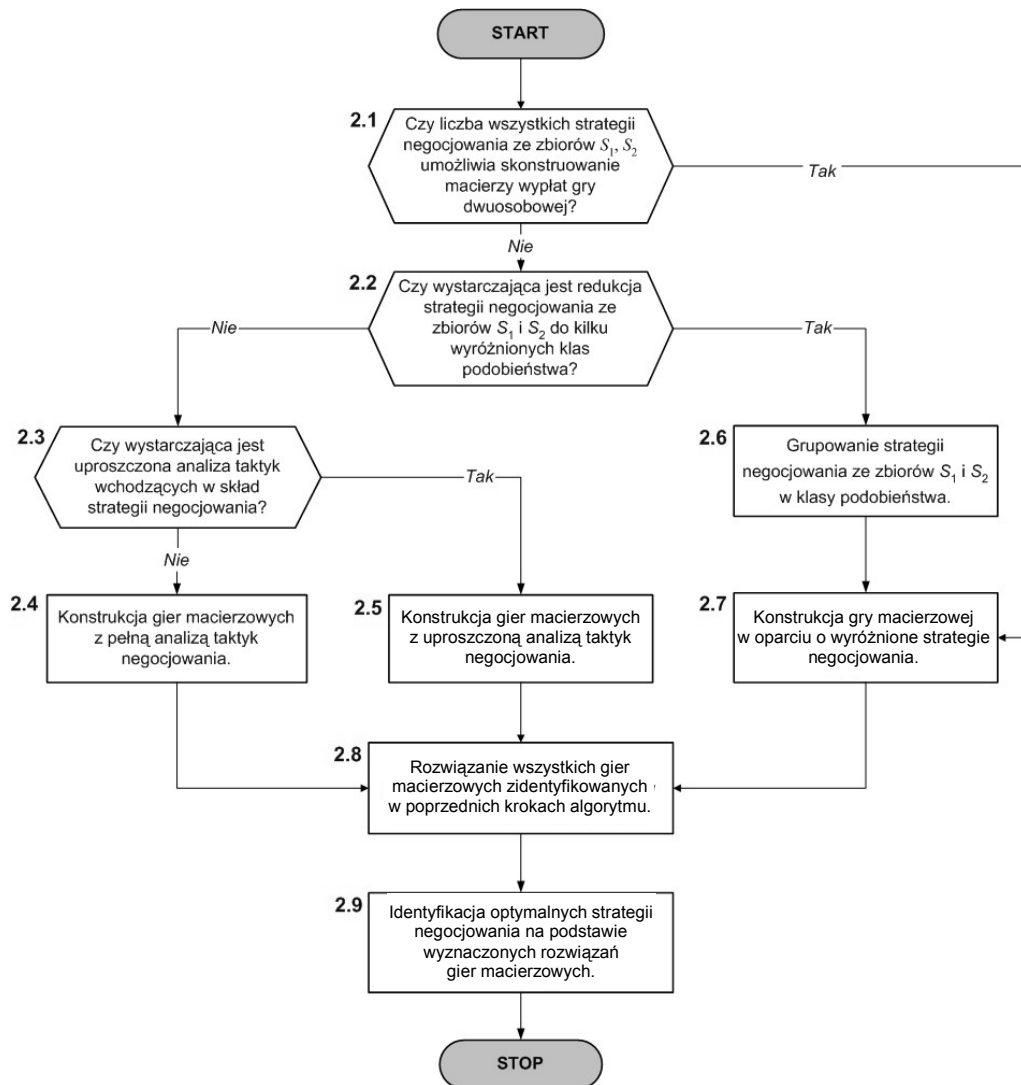 START
2.1
Czy liczba wszystkich strategii
negocjowania ze zbiorów S1, S2
umożliwia skonstruowanie
macierzy wypłat gry
dwuosobowej?
Tak
Nie
2.2
Czy wystarczająca jest redukcja
strategii negocjowania ze
zbiorów S1 i S2 do kilku
wyróżnionych klas
podobieństwa?
Nie
Tak
2.3
Czy wystarczająca jest
uproszczona analiza taktyk
wchodzących w skład
strategii negocjowania?
Tak
Nie
2.6
Grupowanie strategii
negocjowania ze zbiorów S1 i S2
w klasy podobieństwa.
2.4
Konstrukcja gier macierzowych
z pełną analizą taktyk
negocjowania.
2.5
Konstrukcja gier macierzowych
z uproszczoną analizą taktyk
negocjowania.
2.7
Konstrukcja gry macierzowej
w oparciu o wyróżnione strategie
negocjowania.
2.8
Rozwiązanie wszystkich gier
macierzowych zidentyfikowanych
w poprzednich krokach algorytmu.
2.9
Identyfikacja optymalnych strategii
negocjowania na podstawie
wyznaczonych rozwiązań
gier macierzowych.
STOP